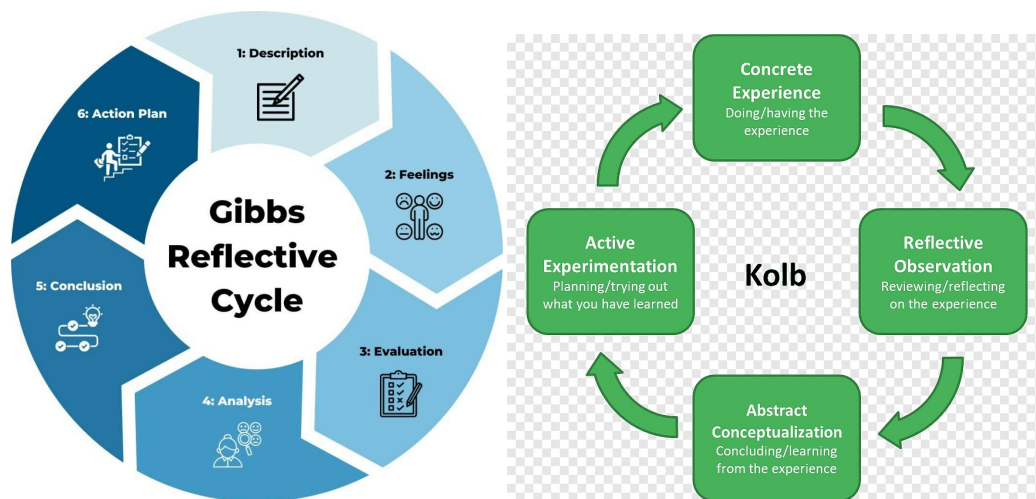 1: Description
2: Feelings
3: Evaluation
4: Analysis
5: Conclusion
6: Action Plan
Gibbs
Reflective
Cycle
Concrete
Experience
Doing/having the
experience
Reflective
Observation
Reviewing/reflecting
on the experience
Abstract
Conceptualization
Concluding/learning
from the experience
Active
Experimentation
Planning/trying out
what you have learned
Kolb